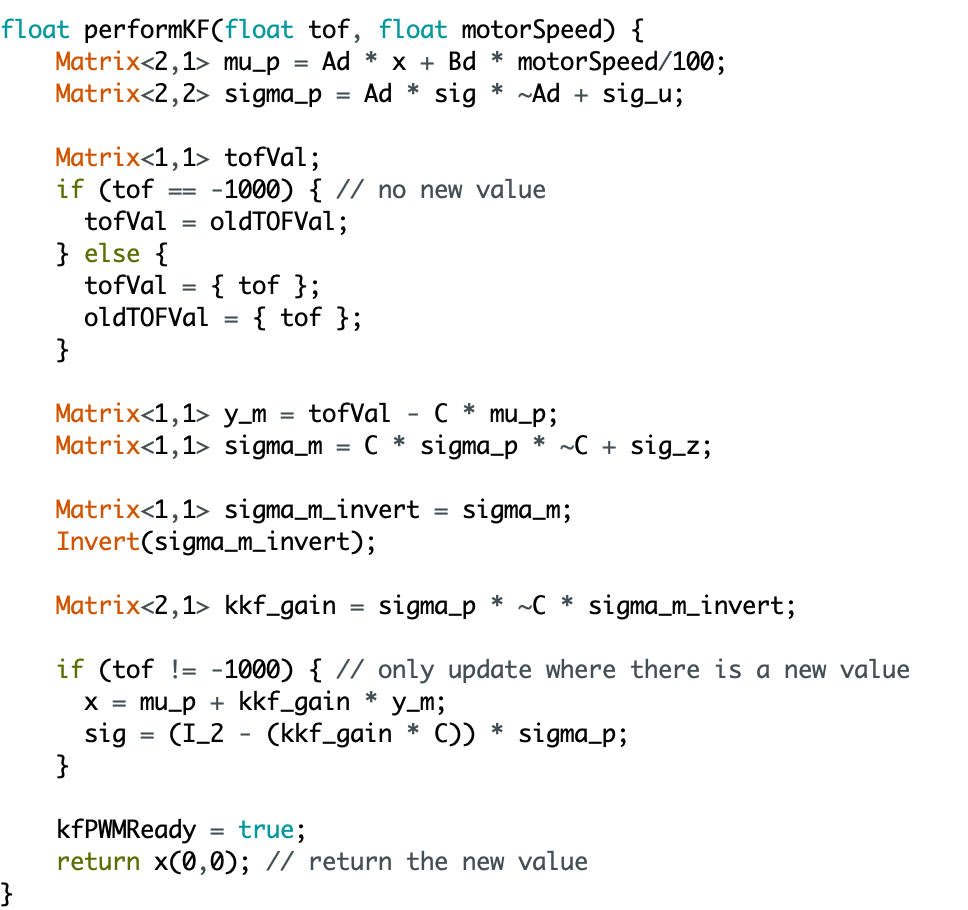 float performKF(float tof, float motorSpeed) {
    Matrix<2,1> mu_p = Ad * x + Bd * motorSpeed/100;
    Matrix<2,2> sigma_p = Ad * sig * ~Ad + sig_u;

    Matrix<1,1> tofVal;
    if (tof == -1000) { // no new value
      tofVal = oldTOFVal;
    } else {
      tofVal = { tof };
      oldTOFVal = { tof };
    }

    Matrix<1,1> y_m = tofVal - C * mu_p;
    Matrix<1,1> sigma_m = C * sigma_p * ~C + sig_z;

    Matrix<1,1> sigma_m_invert = sigma_m;
    Invert(sigma_m_invert);

    Matrix<2,1> kkf_gain = sigma_p * ~C * sigma_m_invert;

    if (tof != -1000) { // only update where there is a new value
      x = mu_p + kkf_gain * y_m;
      sig = (I_2 - (kkf_gain * C)) * sigma_p;
    }

    kfPWMReady = true;
    return x(0,0); // return the new value
}